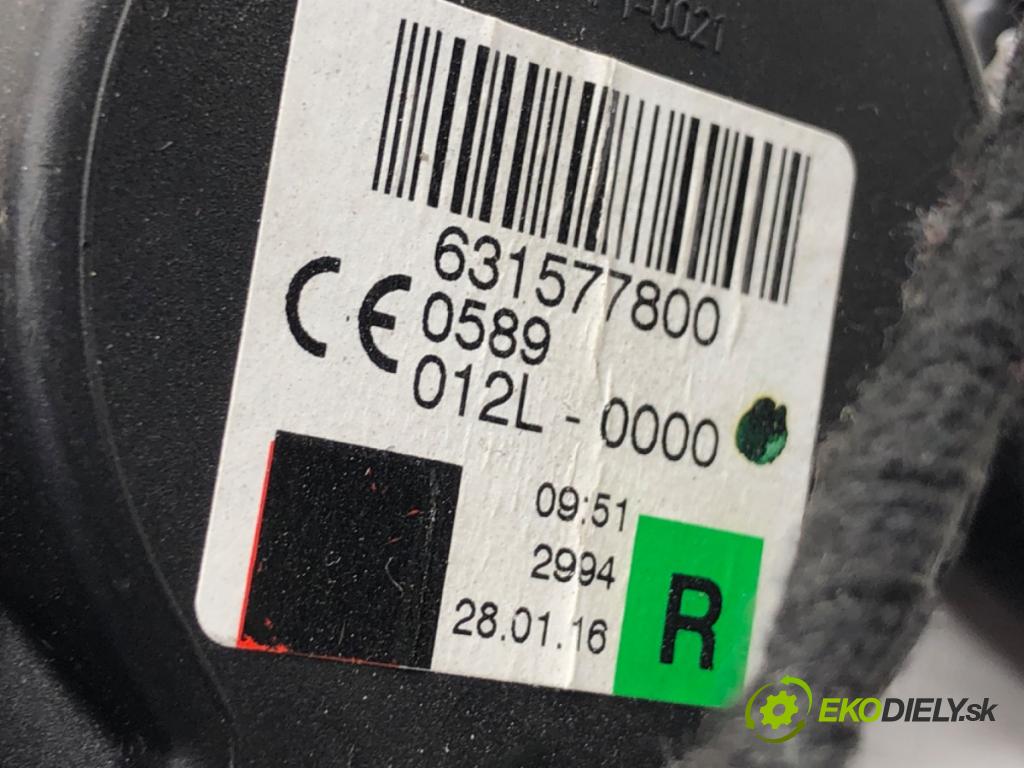 631577800
CE 0589
012L - 0000
09:51
2994
28.01.16
R
EKODIELY.sk